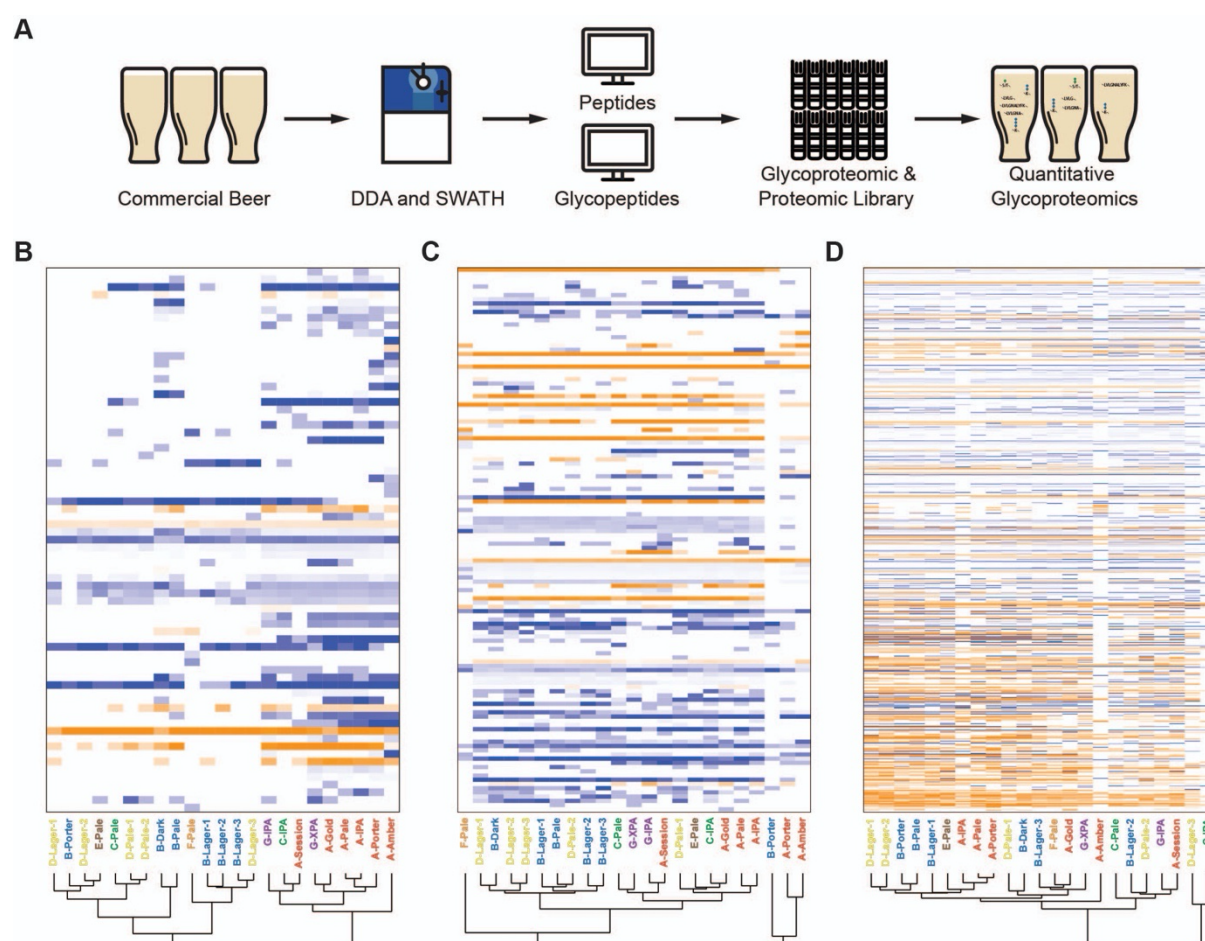 A
Commercial Beer
DDA and SWATH
Peptides
Glycopeptides
Glycoproteomic &
Proteomic Library
Quantitative
Glycoproteomics
B
C
D
D-Lager-1
B-Porter
D-Lager-2
E-Pale
C-Pale
D-Pale-1
D-Pale-2
B-Dark
B-Pale
F-Pale
B-Lager-1
B-Lager-2
B-Lager-3
D-Lager-3
G-IPA
C-IPA
A-Session
G-XPA
A-Gold
A-Pale
A-IPA
A-Porter
A-Amber
F-Pale
D-Lager-1
B-Dark
D-Lager-2
D-Lager-3
B-Lager-1
B-Pale
D-Pale-2
B-Lager-2
B-Lager-3
C-Pale
G-XPA
G-IPA
A-Session
D-Pale-1
E-Pale
C-IPA
A-Gold
A-Pale
A-IPA
B-Porter
A-Porter
A-Amber
D-Lager-1
D-Lager-2
B-Porter
B-Pale
B-Lager-1
E-Pale
A-IPA
A-Pale
A-Porter
D-Pale-1
B-Dark
B-Lager-3
F-Pale
A-Gold
G-XPA
A-Amber
C-Pale
B-Lager-2
D-Pale-2
G-IPA
A-Session
D-Lager-3